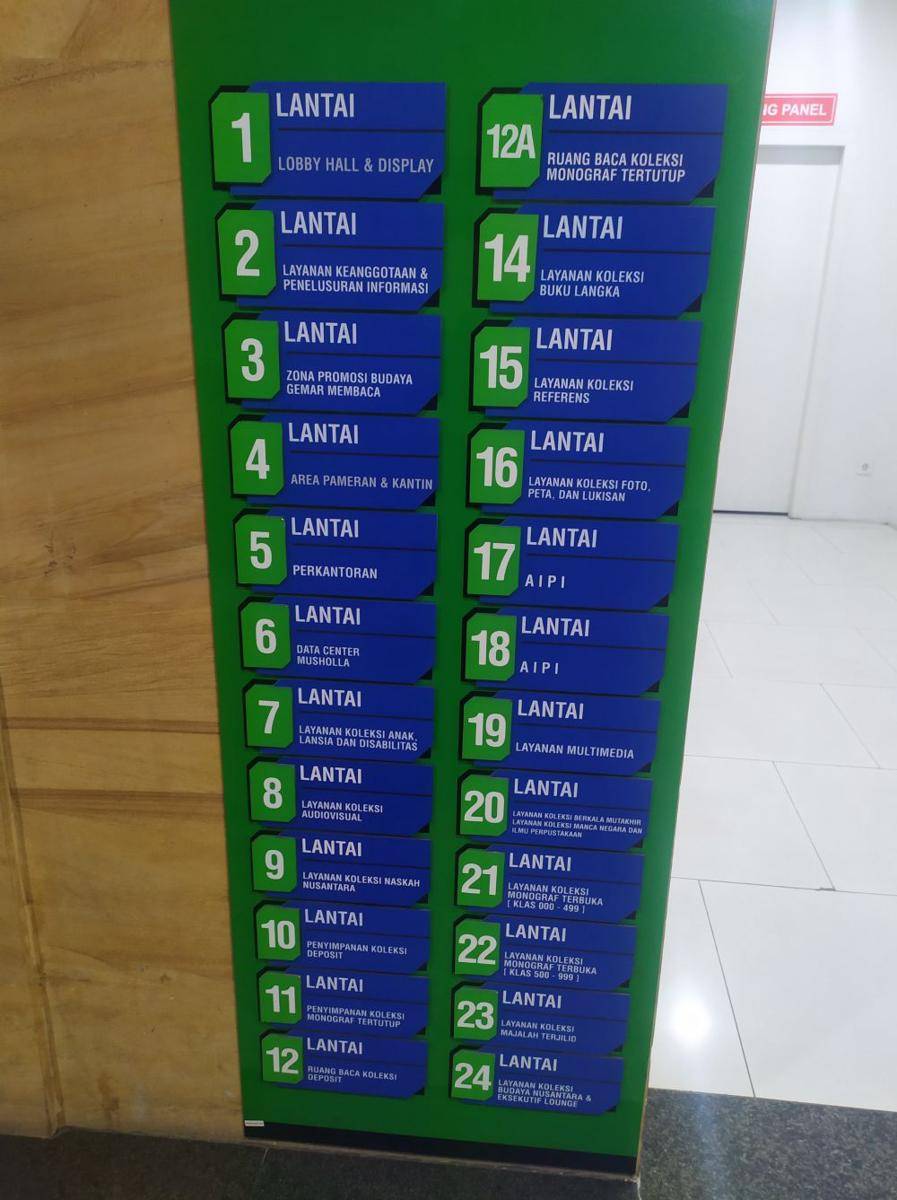 1
LANTAI
LOBBY HALL & DISPLAY
2
LANTAI
LAYANAN KEANGGOTAAN &
PENELUSURAN INFORMASI
3
LANTAI
ZONA PROMOSI BUDAYA
GEMAR MEMBACA
4
LANTAI
AREA PAMERAN & KANTIN
5
LANTAI
PERKANTORAN
6
LANTAI
DATA CENTER
MUSHOLLA
7
LANTAI
LAYANAN KOLEKSI ANAK,
LANSIA DAN DISABILITAS
8
LANTAI
LAYANAN KOLEKSI
AUDIOVISUAL
9
LANTAI
LAYANAN KOLEKSI NASKAH
NUSANTARA
10
LANTAI
PENYIMPANAN KOLEKSI
DEPOSIT
11
LANTAI
PENYIMPANAN KOLEKSI
MONOGRAF TERTUTUP
12
LANTAI
RUANG BACA KOLEKSI
DEPOSIT
12A
LANTAI
RUANG BACA KOLEKSI
MONOGRAF TERTUTUP
14
LANTAI
LAYANAN KOLEKSI
BUKU LANGKA
15
LANTAI
LAYANAN KOLEKSI
REFERENS
16
LANTAI
LAYANAN KOLEKSI FOTO,
PETA, DAN LUKISAN
17
LANTAI
A I P I
18
LANTAI
A I P I
19
LANTAI
LAYANAN MULTIMEDIA
20
LANTAI
LAYANAN KOLEKSI BERKALA MUTAKHIR
LAYANAN KOLEKSI MANCA NEGARA DAN
ILMU PERPUSTAKAAN
21
LANTAI
LAYANAN KOLEKSI
MONOGRAF TERBUKA
[ KLAS 000 - 499 ]
22
LANTAI
LAYANAN KOLEKSI
MONOGRAF TERBUKA
[ KLAS 500 - 999 ]
23
LANTAI
LAYANAN KOLEKSI
MAJALAH TERJILID
24
LANTAI
LAYANAN KOLEKSI
BUDAYA NUSANTARA &
EKSEKUTIF LOUNGE
NG PANEL